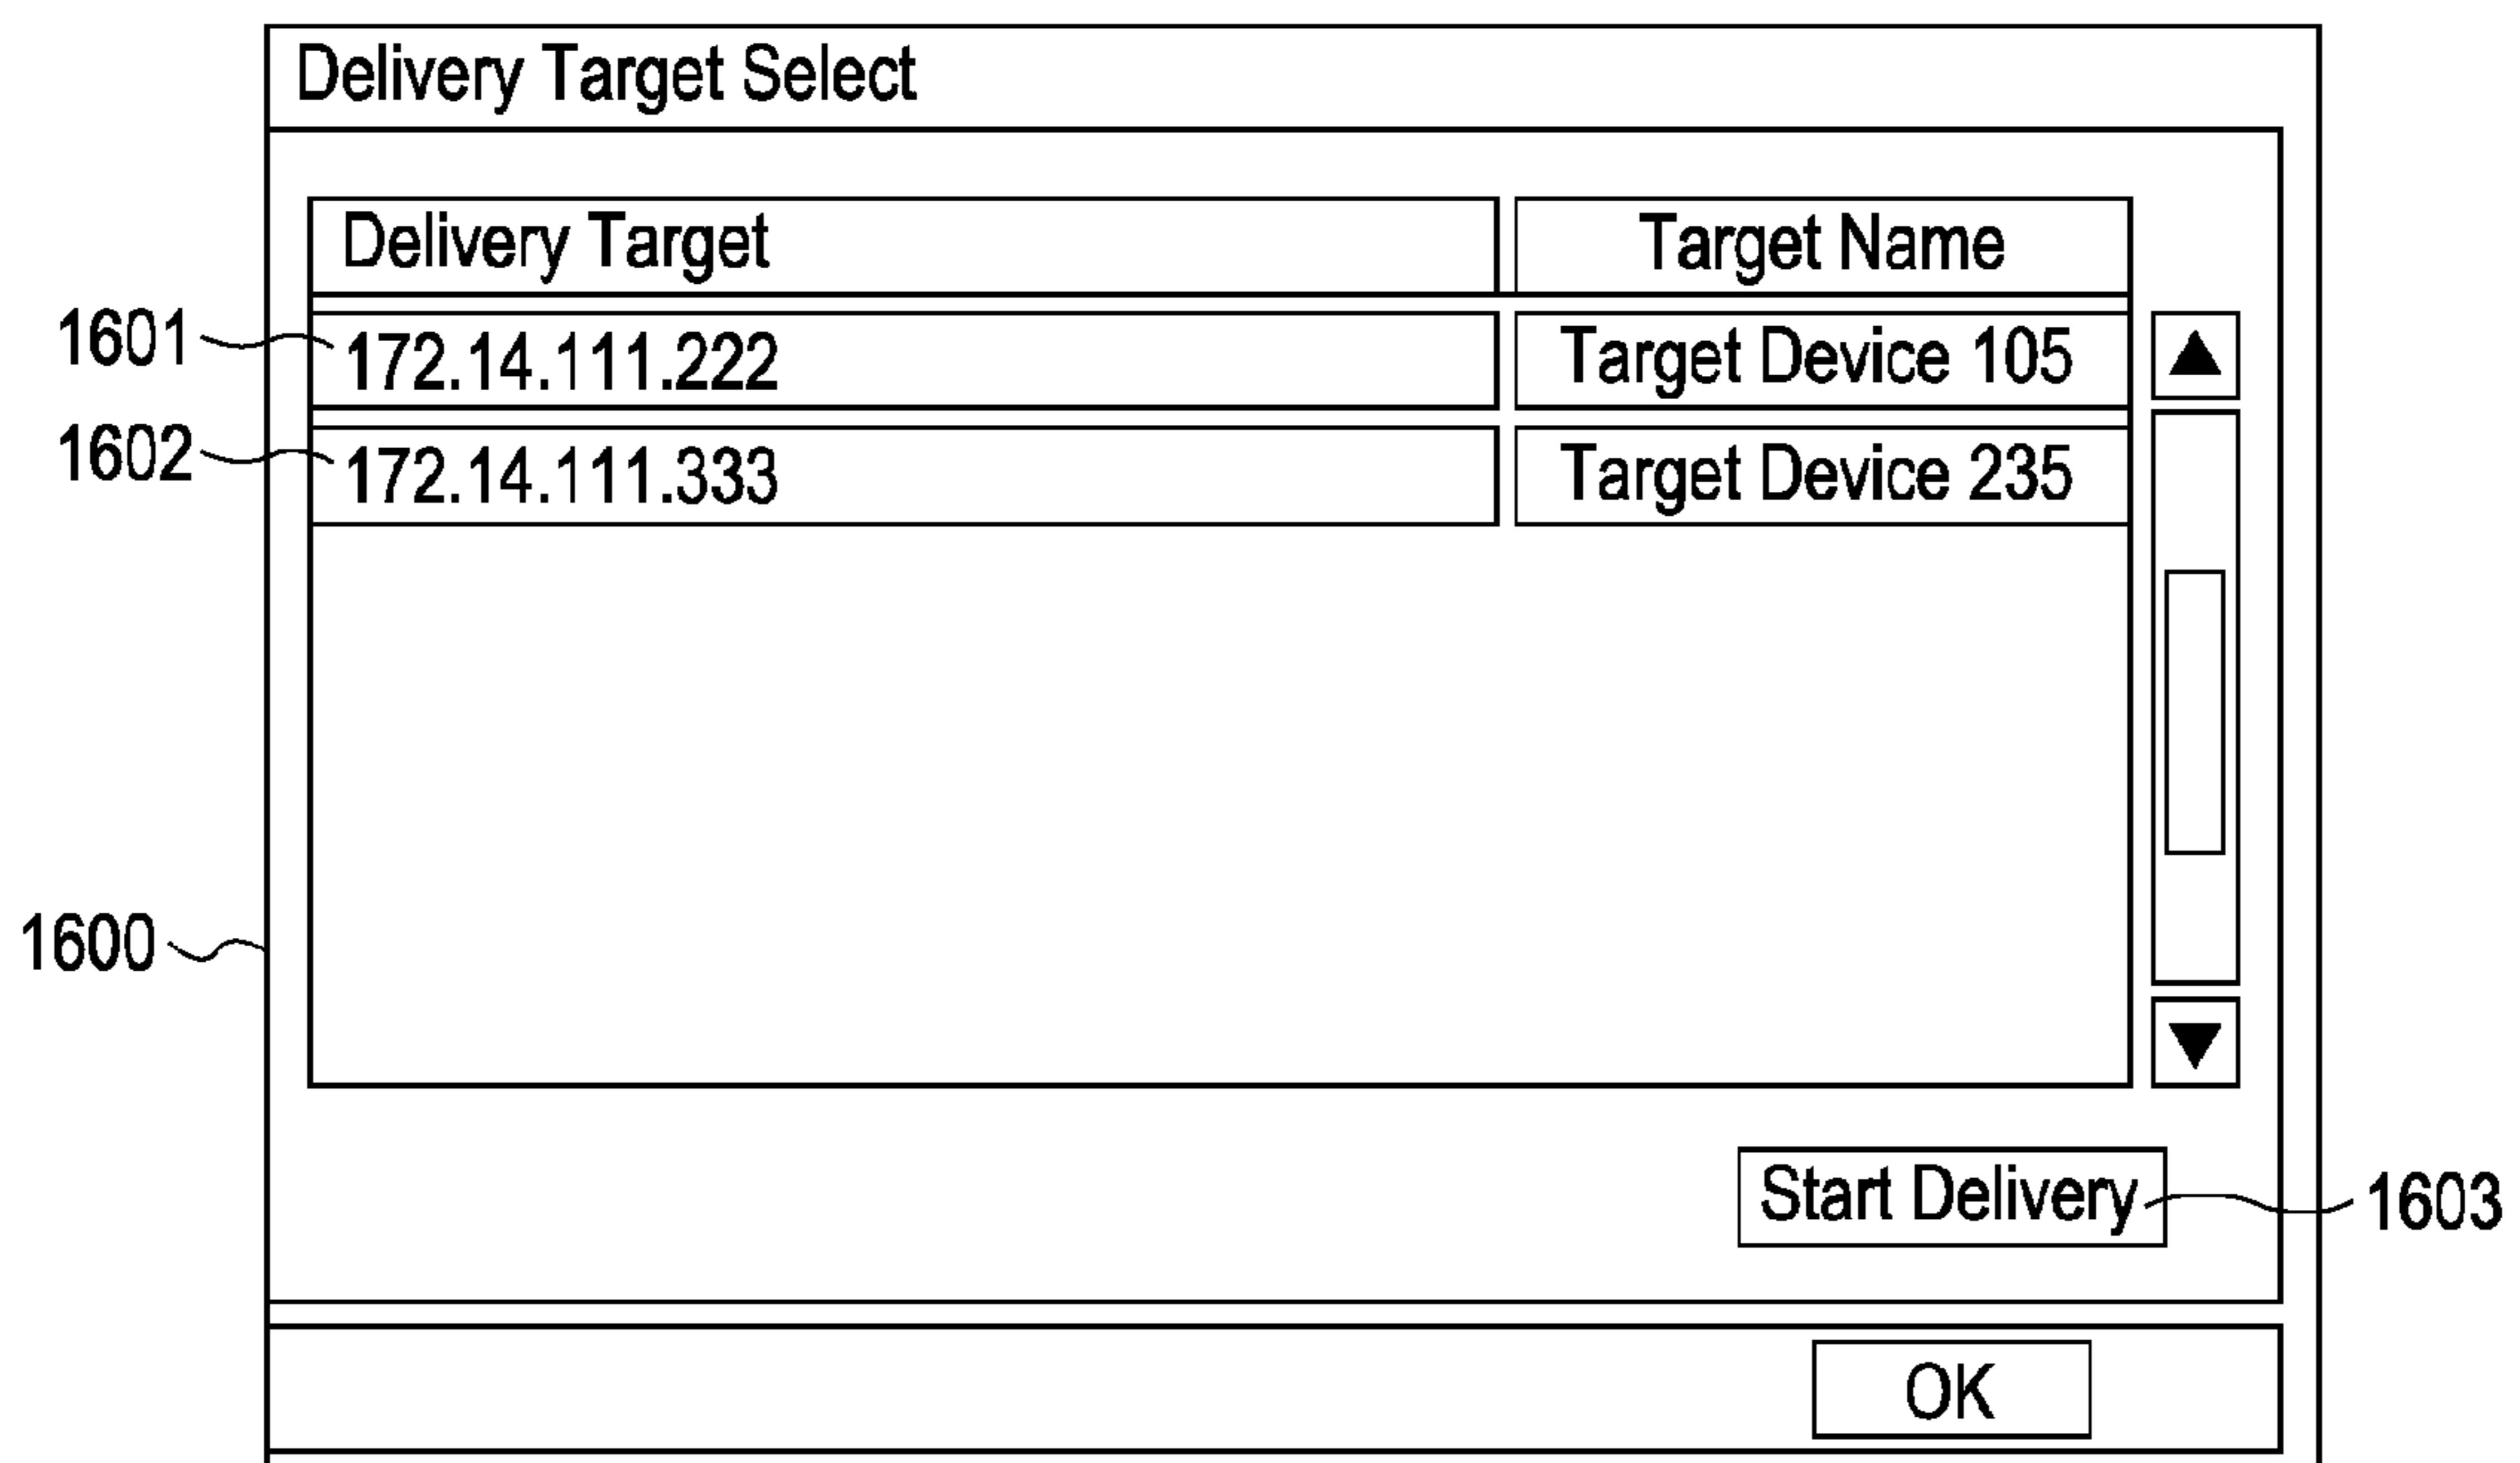 Delivery Target Select
Delivery Target Target Name
1601 172.14.111.222 Target Device 105
1602 172.14.111.333 Target Device 235
1600
Start Delivery 1603
OK